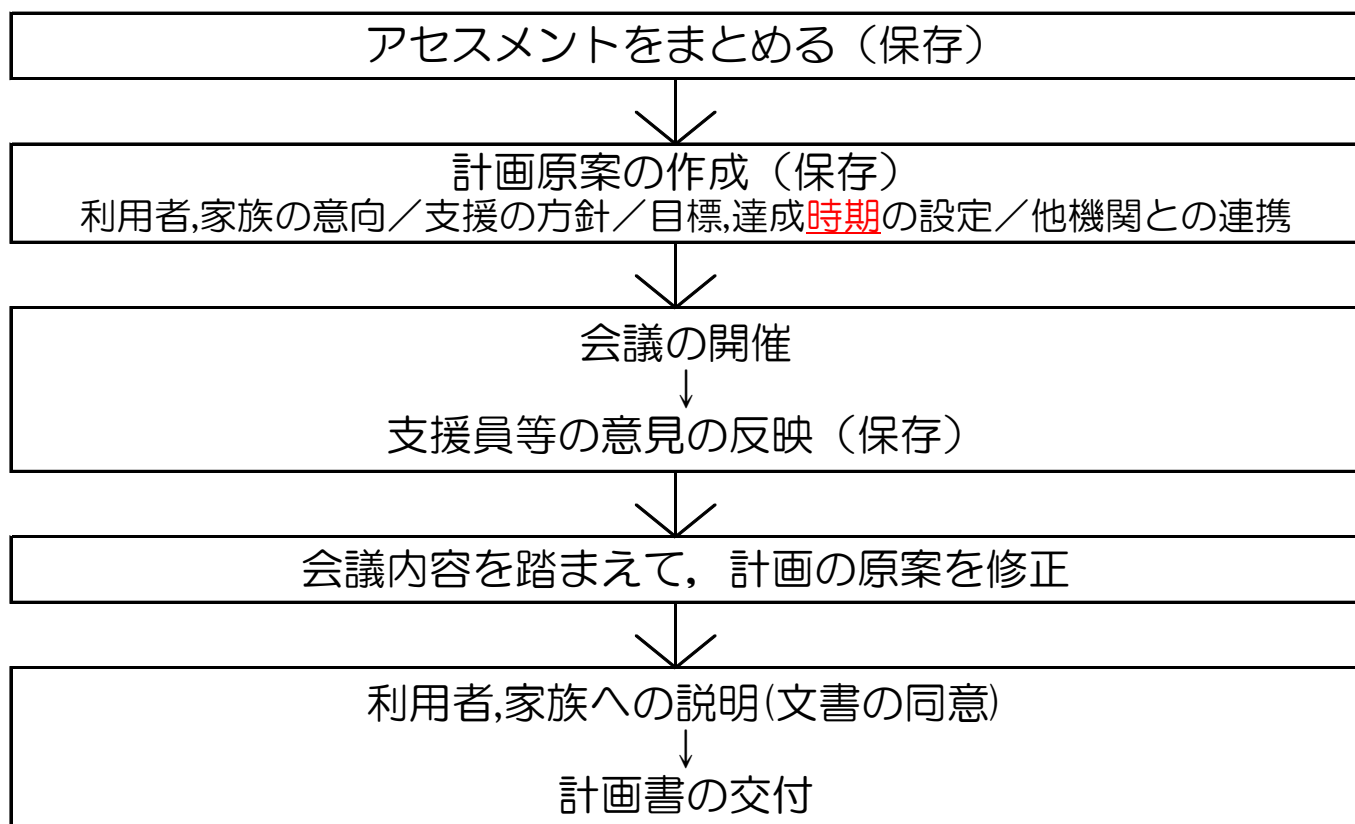 アセスメントをまとめる（保存）
計画原案の作成（保存）
利用者,家族の意向／支援の方針／目標,達成時期の設定／他機関との連携
会議の開催
↓
支援員等の意見の反映（保存）
会議内容を踏まえて，計画の原案を修正
利用者,家族への説明(文書の同意)
↓
計画書の交付